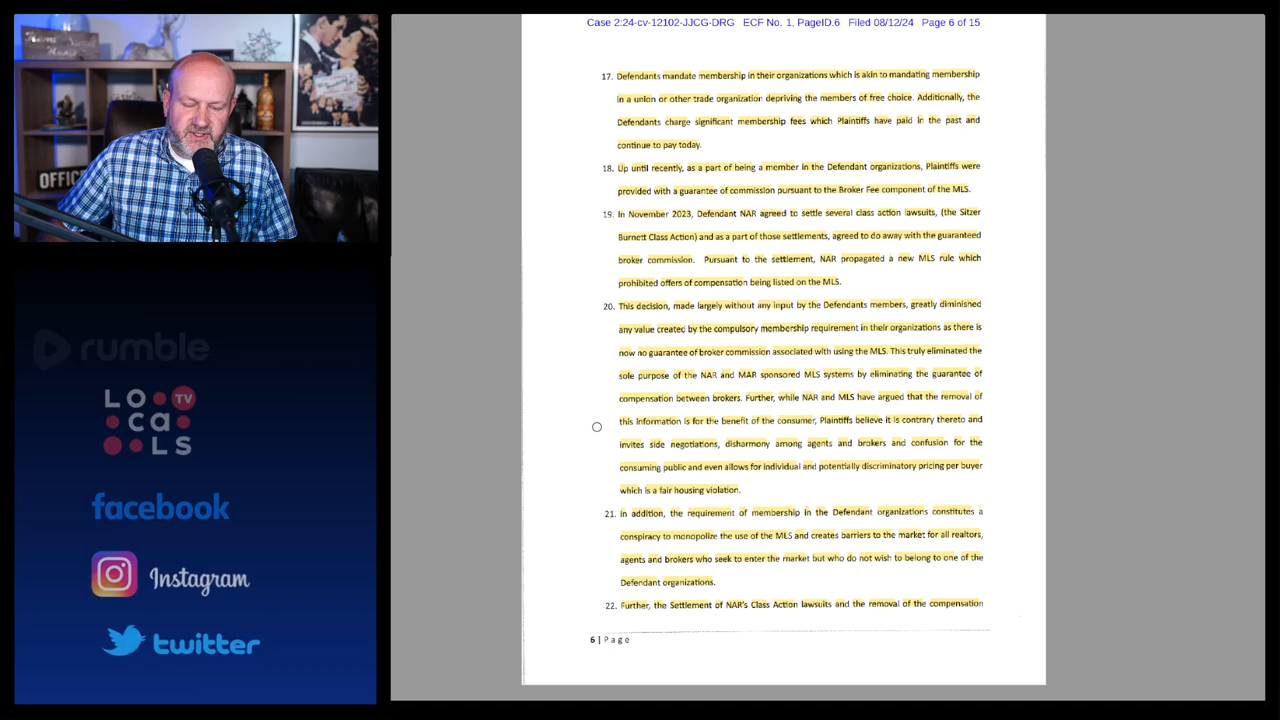 OFFIC
rumble
LO TV
ca
LS
facebook
Instagram
twitter
Case 2:24-cv-12102-JJCG-DRG ECF No. 1, PageID.6 Filed 08/12/24 Page 6 of 15
17. Defendants mandate membership in their organizations which is akin to mandating membership
in a union or other trade organization depriving the members of free choice. Additionally, the
Defendants charge significant membership fees which Plaintiffs have paid in the past and
continue to pay today.
18. Up until recently, as a part of being a member in the Defendant organizations, Plaintiffs were
provided with a guarantee of commission pursuant to the Broker Fee component of the MLS.
19. In November 2023, Defendant NAR agreed to settle several class action lawsuits, (the Sitzer
Burnett Class Action) and as a part of those settlements, agreed to do away with the guaranteed
broker commission. Pursuant to the settlement, NAR propagated a new MLS rule which
prohibited offers of compensation being listed on the MLS.
20. This decision, made largely without any input by the Defendants members, greatly diminished
any value created by the compulsory membership requirement in their organizations as there is
now no guarantee of broker commission associated with using the MLS. This truly eliminated the
sole purpose of the NAR and MAR sponsored MLS systems by eliminating the guarantee of
compensation between brokers. Further, while NAR and MLS have argued that the removal of
this information is for the benefit of the consumer, Plaintiffs believe it is contrary thereto and
invites side negotiations, disharmony among agents and brokers and confusion for the
consuming public and even allows for individual and potentially discriminatory pricing per buyer
which is a fair housing violation.
21. In addition, the requirement of membership in the Defendant organizations constitutes a
conspiracy to monopolize the use of the MLS and creates barriers to the market for all realtors,
agents and brokers who seek to enter the market but who do not wish to belong to one of the
Defendant organizations.
22. Further, the Settlement of NAR's Class Action lawsuits and the removal of the compensation
6 | Page